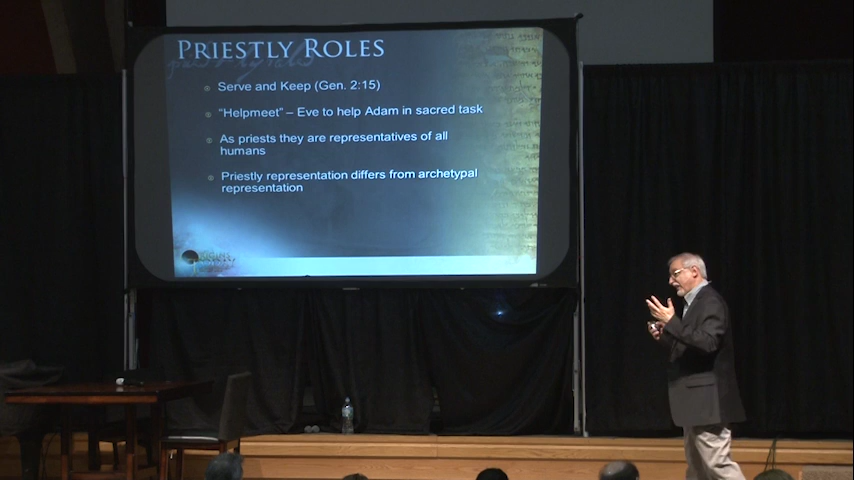 PRIESTLY ROLES
Serve and Keep (Gen. 2:15)
“Helpmeet” – Eve to help Adam in sacred task
As priests they are representatives of all
humans
Priestly representation differs from archetypal
representation